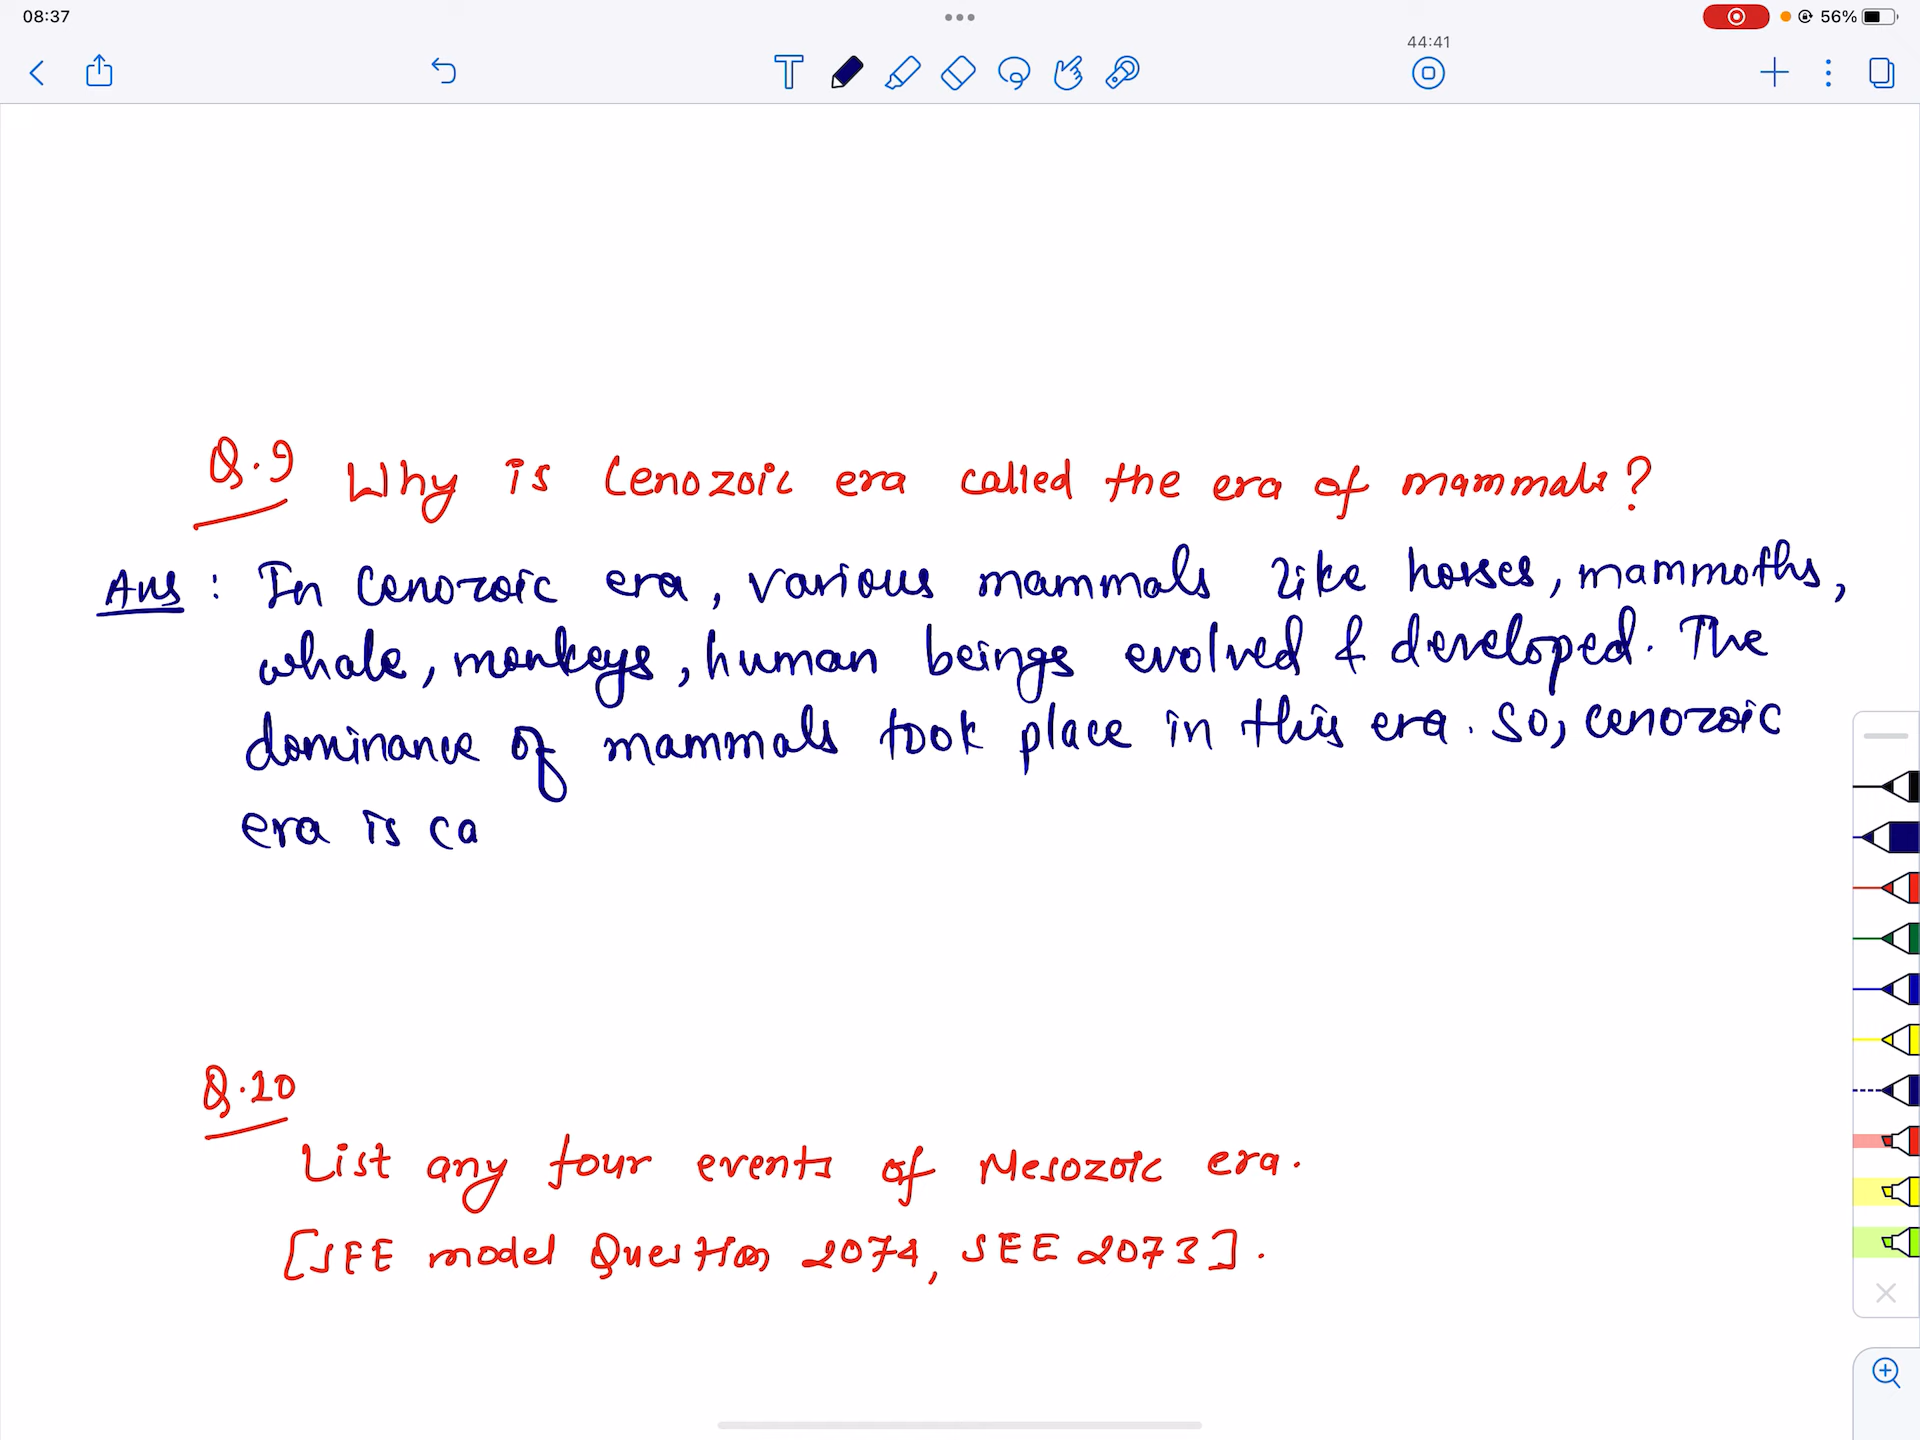 08:37
56%
44:41
T
Q.9 Why is Cenozoic era called the era of mammals?
Ans : In Cenozoic era, various mammals like horses, mammoths,
whale, monkeys, human beings evolved & developed. The
dominance of mammals took place in this era. So, cenozoic
era is ca
Q.10
List any four events of Mesozoic era.
[SEE model Question 2074, SEE 2073].